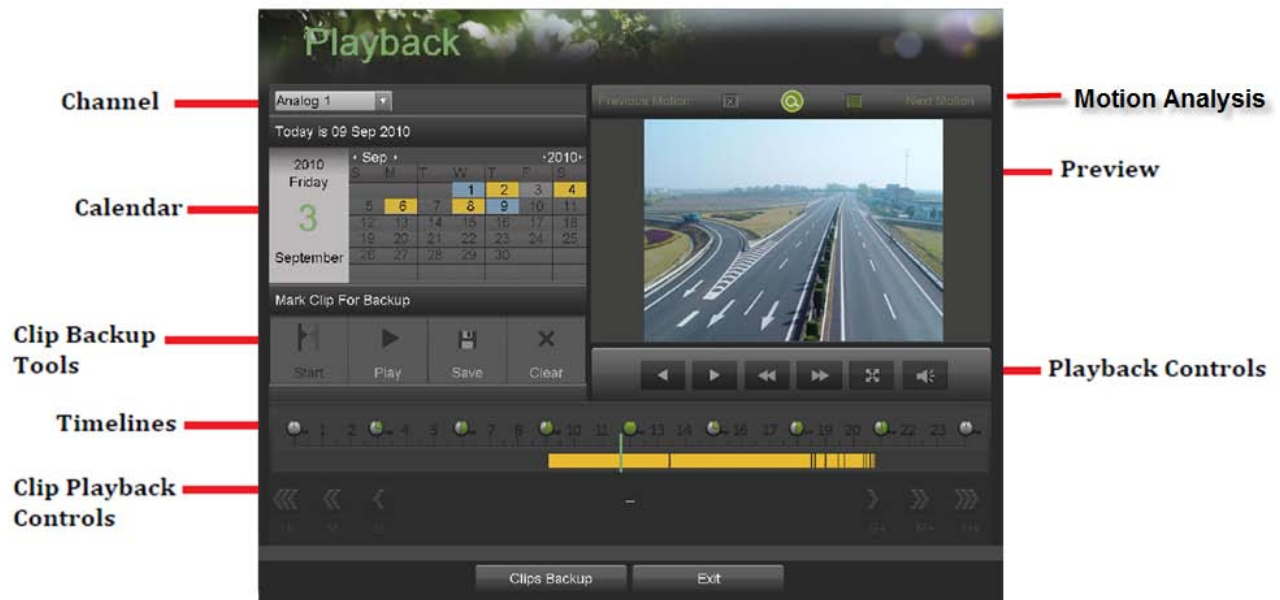 Playback
Channel
Analog 1
Previous Motion
Next Motion
Motion Analysis
Today is 09 Sep 2010
Preview
2010
Friday
3
September
Sep 2010
S M T W T F S
1 2 3 4
5 6 7 8 9 10 11
12 13 14 15 16 17 18
19 20 21 22 23 24 25
26 27 28 29 30
Calendar
Mark Clip For Backup
Clip Backup
Tools
Start Play Save Clear
Playback Controls
Timelines
1 2 4 5 7 8 10 11 13 14 16 17 19 20 22 23
Clip Playback
Controls
Clips Backup
Exit